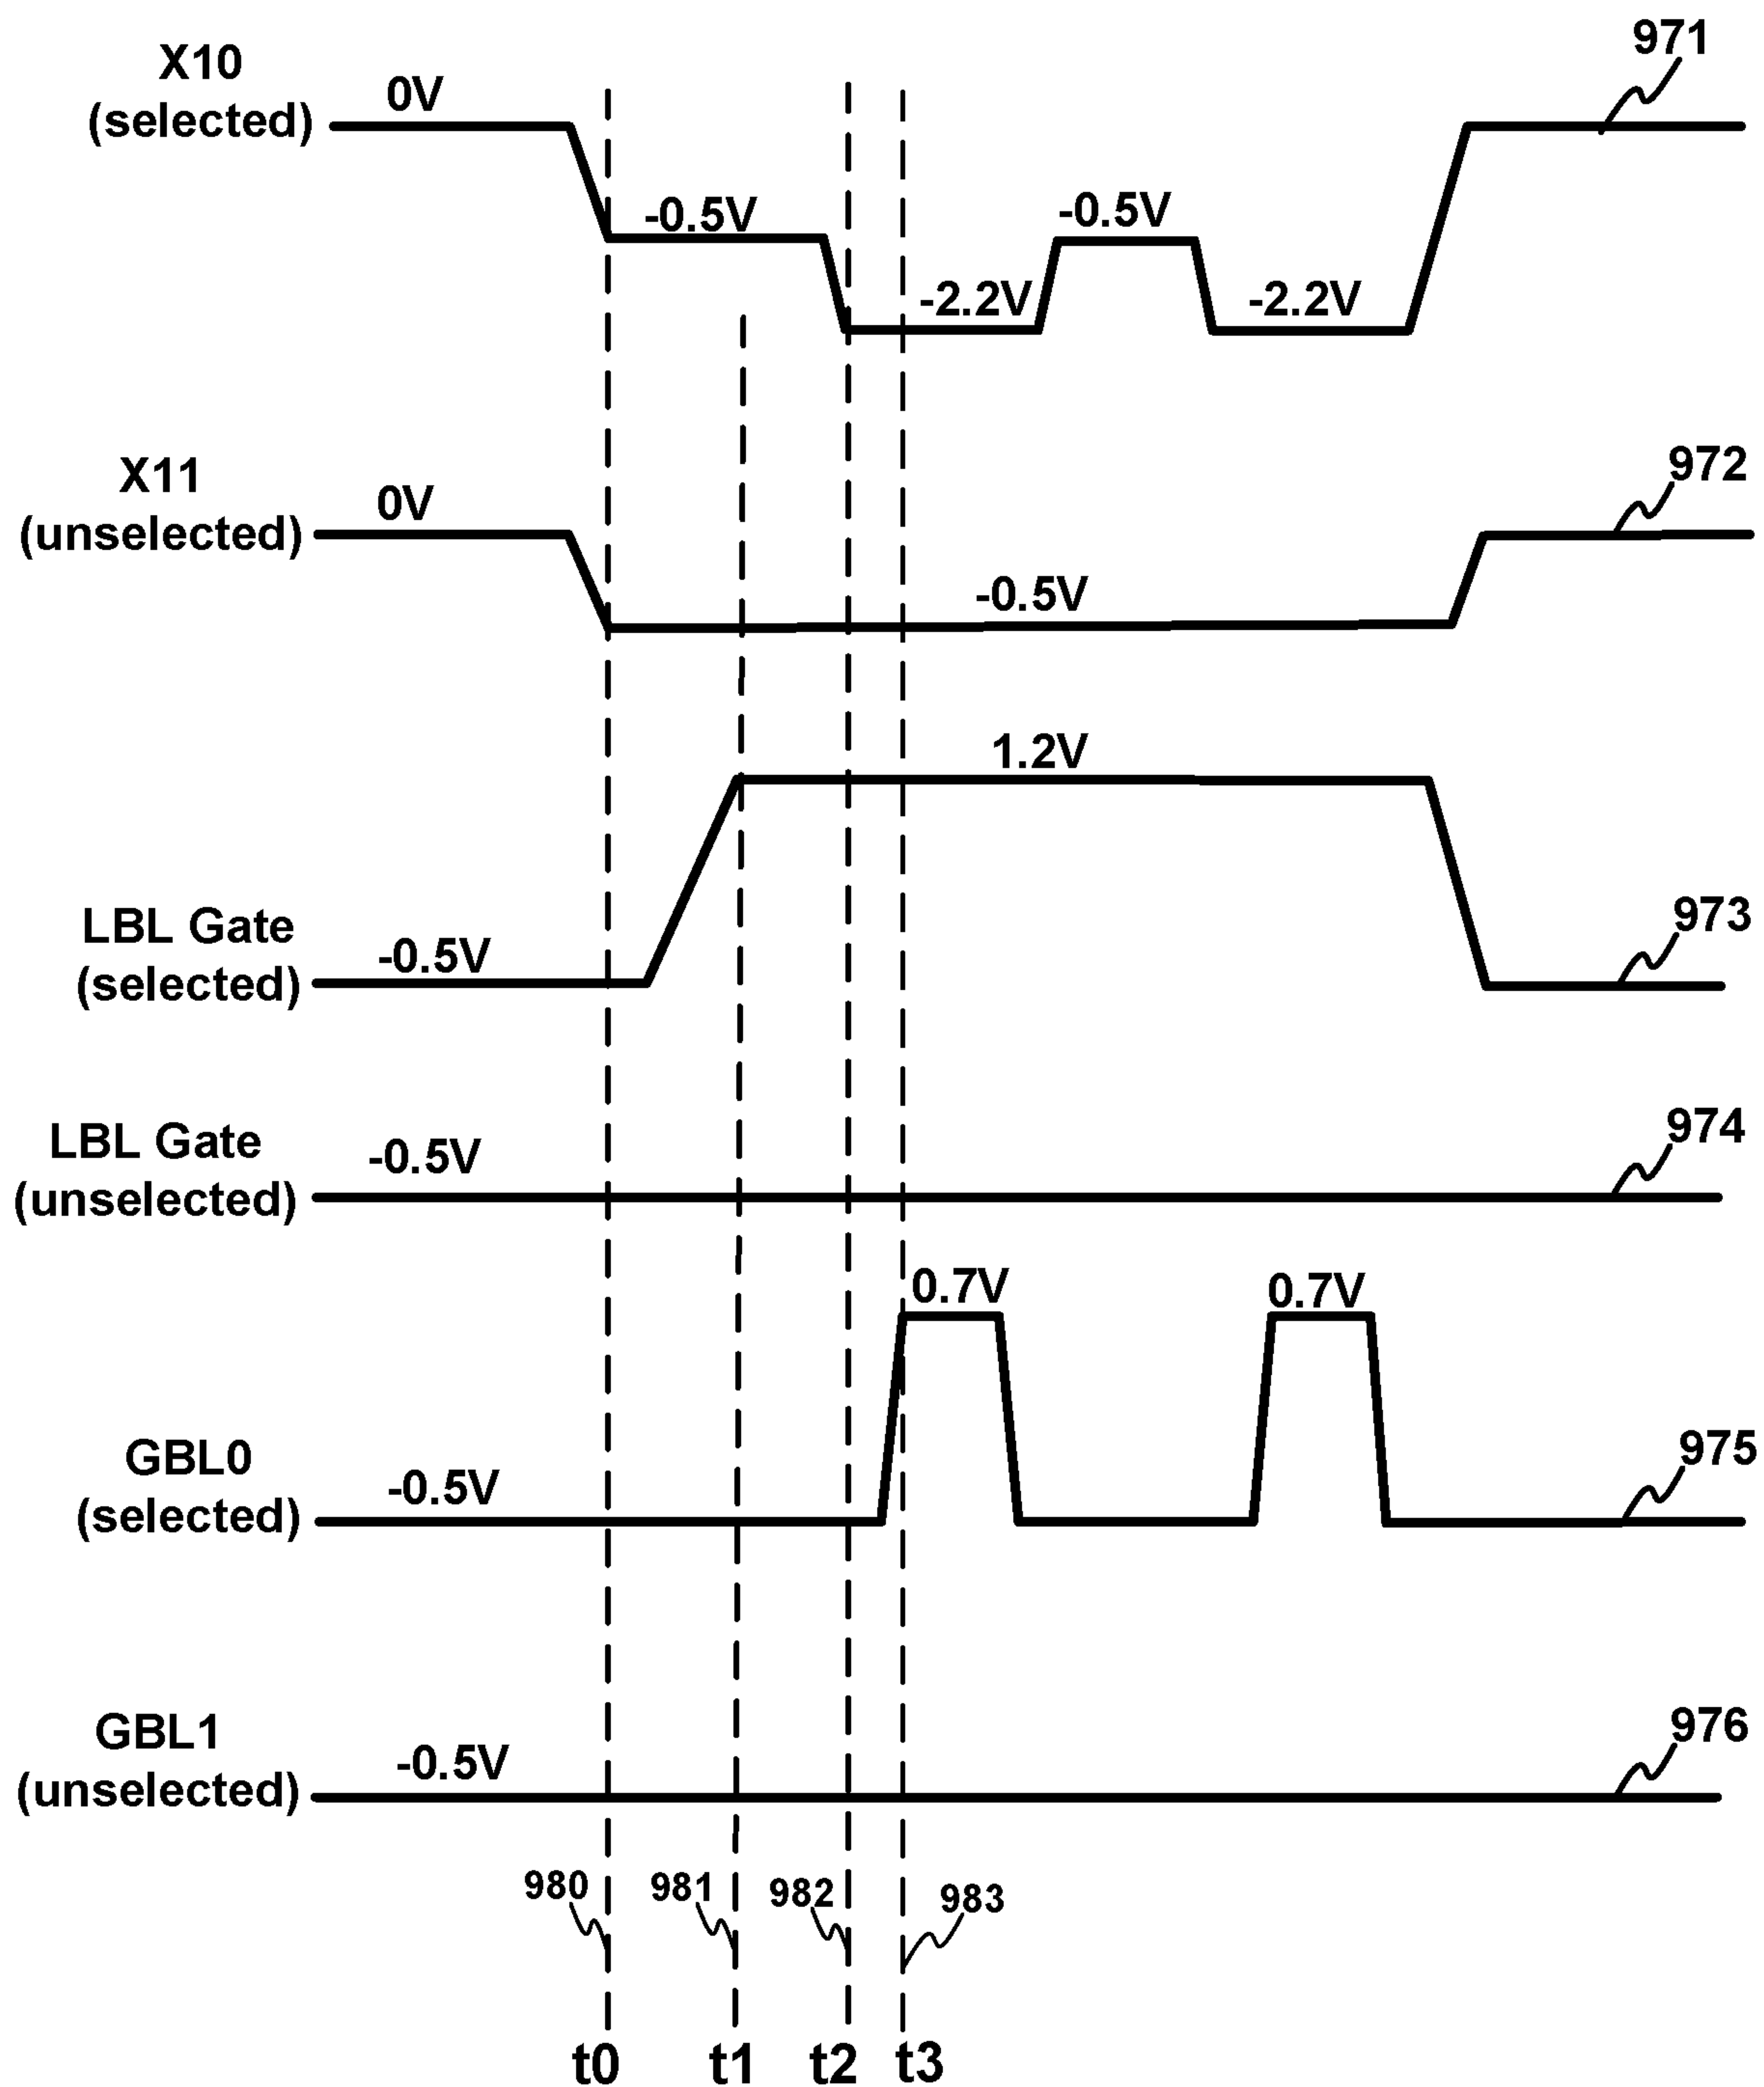 X10
(selected)
0V
-0.5V
-2.2V
-0.5V
-2.2V
971
X11
(unselected)
0V
-0.5V
972
LBL Gate
(selected)
-0.5V
1.2V
973
LBL Gate
(unselected)
-0.5V
974
GBL0
(selected)
-0.5V
0.7V
0.7V
975
GBL1
(unselected)
-0.5V
976
980
981
982
983
t0
t1
t2
t3